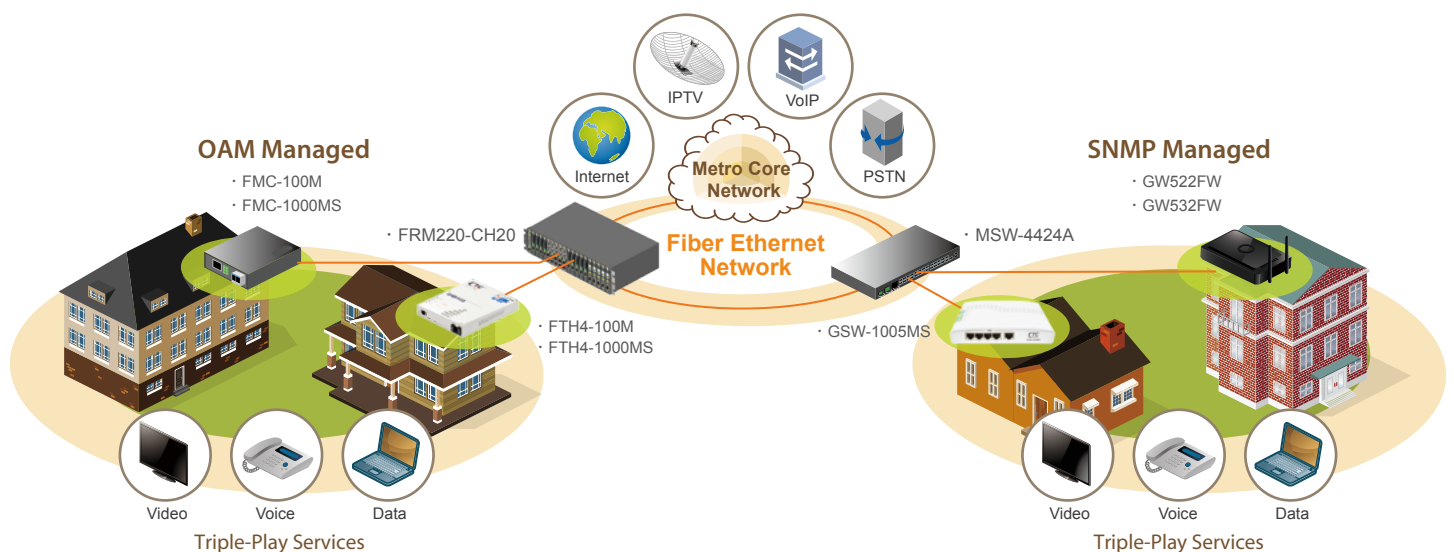 IPTV
VoIP
Internet
PSTN
Metro Core
Network
Fiber Ethernet
Network
OAM Managed
· FMC-100M
· FMC-1000MS
· FRM220-CH20
· FTH4-100M
· FTH4-1000MS
CTC
Video
Voice
Data
Triple-Play Services
SNMP Managed
· GW522FW
· GW532FW
· MSW-4424A
GSW-1005MS
CTC
Video
Voice
Data
Triple-Play Services